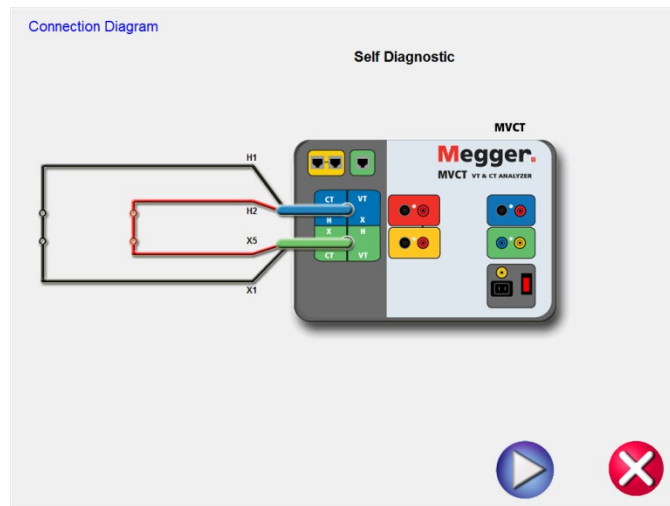 Connection Diagram
Self Diagnostic
MVCT
Megger.
MVCT VT & CT ANALYZER
H1
H2
X5
X1
CT VT
H X
X H
CT VT